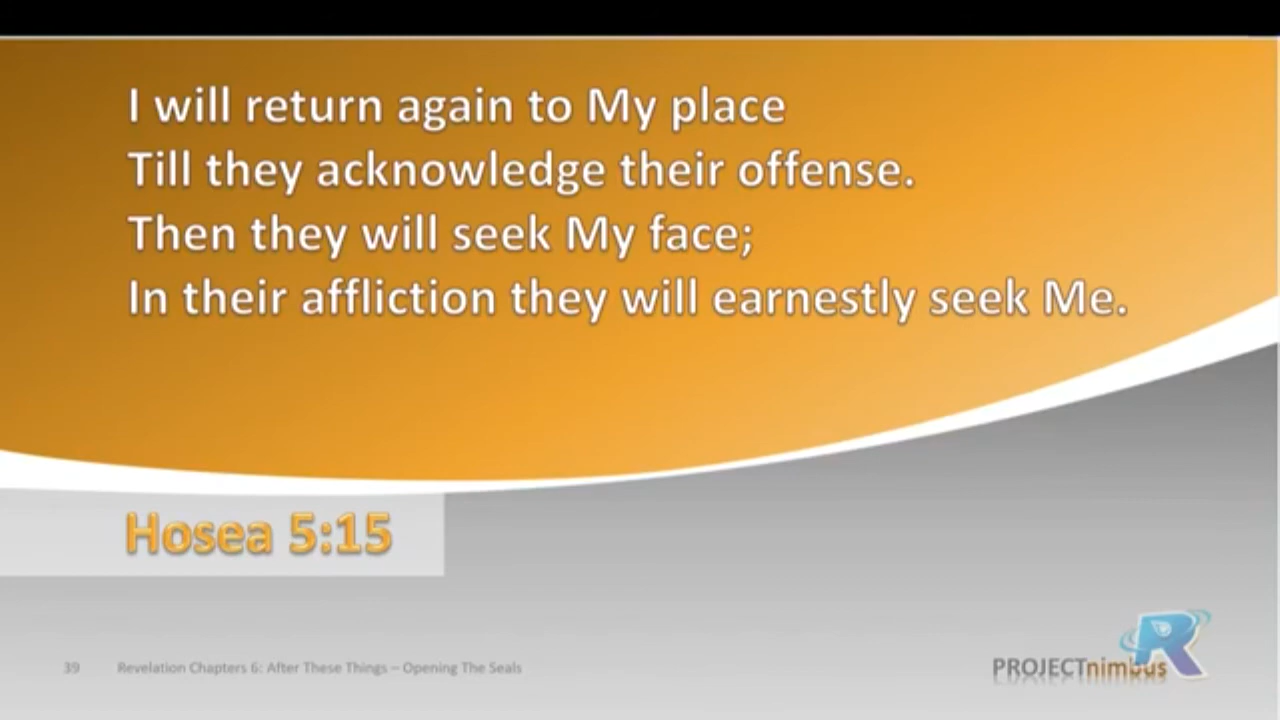 I will return again to My place
Till they acknowledge their offense.
Then they will seek My face;
In their affliction they will earnestly seek Me.
Hosea 5:15
39 Revelation Chapters 6: After These Things – Opening The Seals
R
PROJECTnimbus